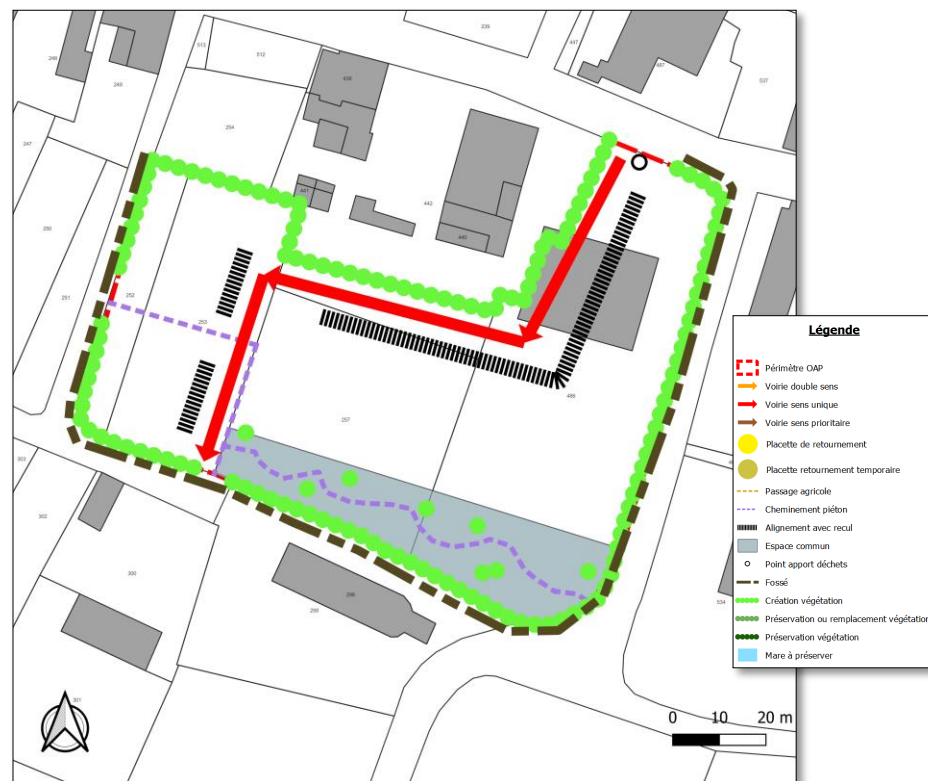 235
513
512
447
487
537
249
248
438
254
247
442
441
440
250
252
251
253
486
257
303
302
300
298
299
534
301
0 10 20 m
Légende
Périmètre OAP
Voirie double sens
Voirie sens unique
Voirie sens prioritaire
Placette de retournement
Placette retournement temporaire
Passage agricole
Cheminement piéton
Alignement avec recul
Espace commun
Point apport déchets
Fossé
Création végétation
Préservation ou remplacement végétation
Préservation végétation
Mare à préserver